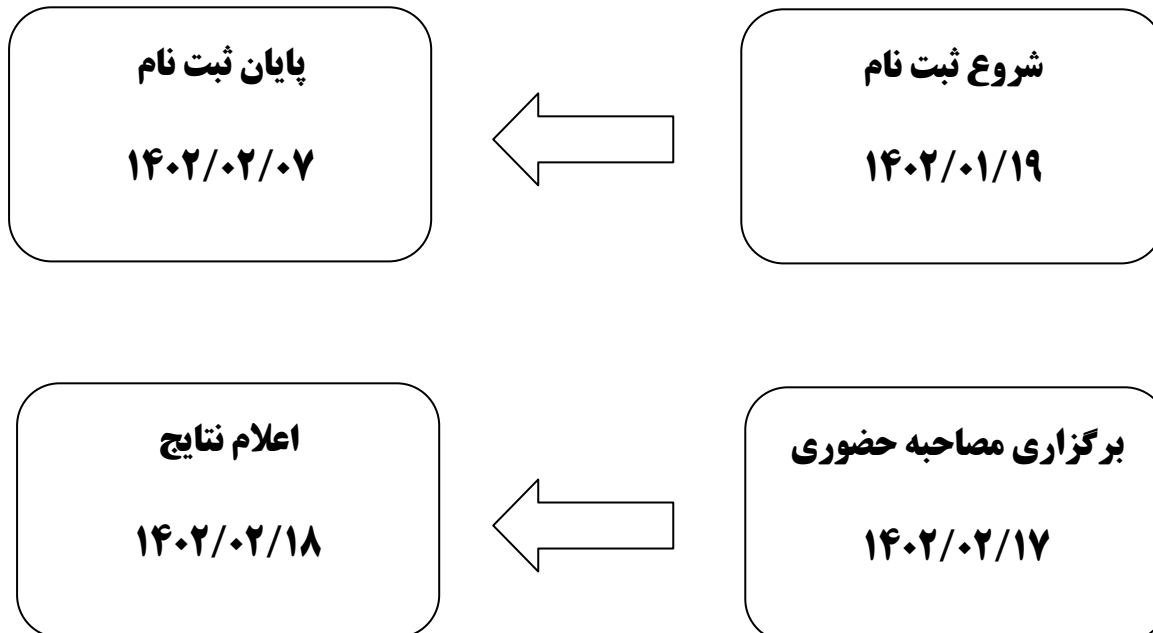 شروع ثبت نام
۱۴۰۲/۰۱/۱۹
پایان ثبت نام
۱۴۰۲/۰۲/۰۷
برگزاری مصاحبه حضوری
۱۴۰۲/۰۲/۱۷
اعلام نتایج
۱۴۰۲/۰۲/۱۸